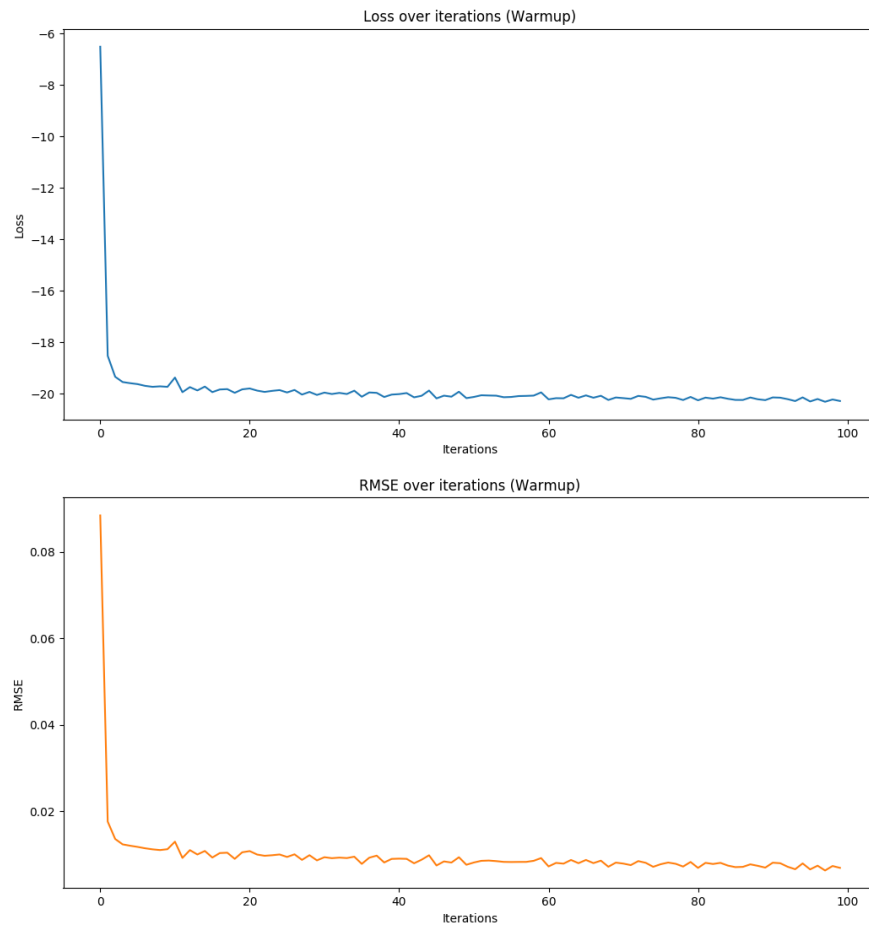 Loss over iterations (Warmup)
−6
−8
−10
−12
−14
−16
−18
−20
Loss
0 20 40 60 80 100
Iterations
RMSE over iterations (Warmup)
0.08
0.06
0.04
0.02
RMSE
0 20 40 60 80 100
Iterations